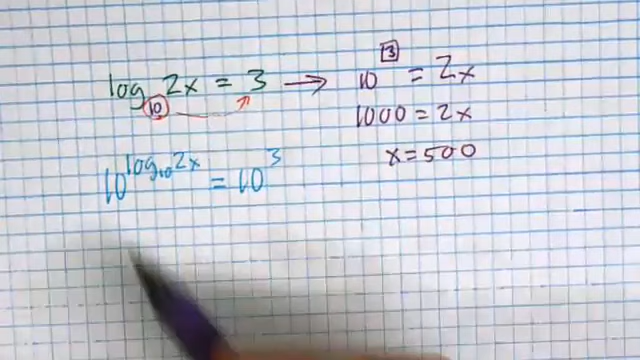 log₁₀ 2x = 3 → 10³ = 2x
1000 = 2x
x = 500
10^(log₁₀ 2x) = 10³